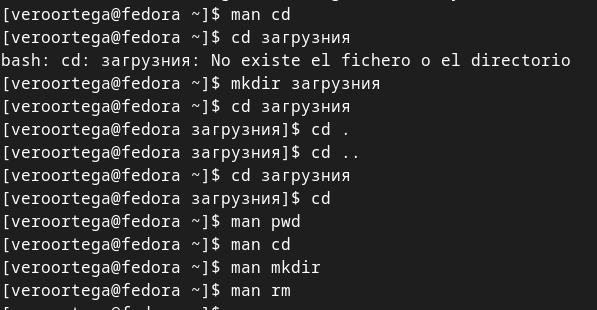 [veroortega@fedora ~]$ man cd
[veroortega@fedora ~]$ cd загрузния
bash: cd: загрузния: No existe el fichero o el directorio
[veroortega@fedora ~]$ mkdir загрузния
[veroortega@fedora ~]$ cd загрузния
[veroortega@fedora загрузния]$ cd .
[veroortega@fedora загрузния]$ cd ..
[veroortega@fedora ~]$ cd загрузния
[veroortega@fedora загрузния]$ cd
[veroortega@fedora ~]$ man pwd
[veroortega@fedora ~]$ man cd
[veroortega@fedora ~]$ man mkdir
[veroortega@fedora ~]$ man rm